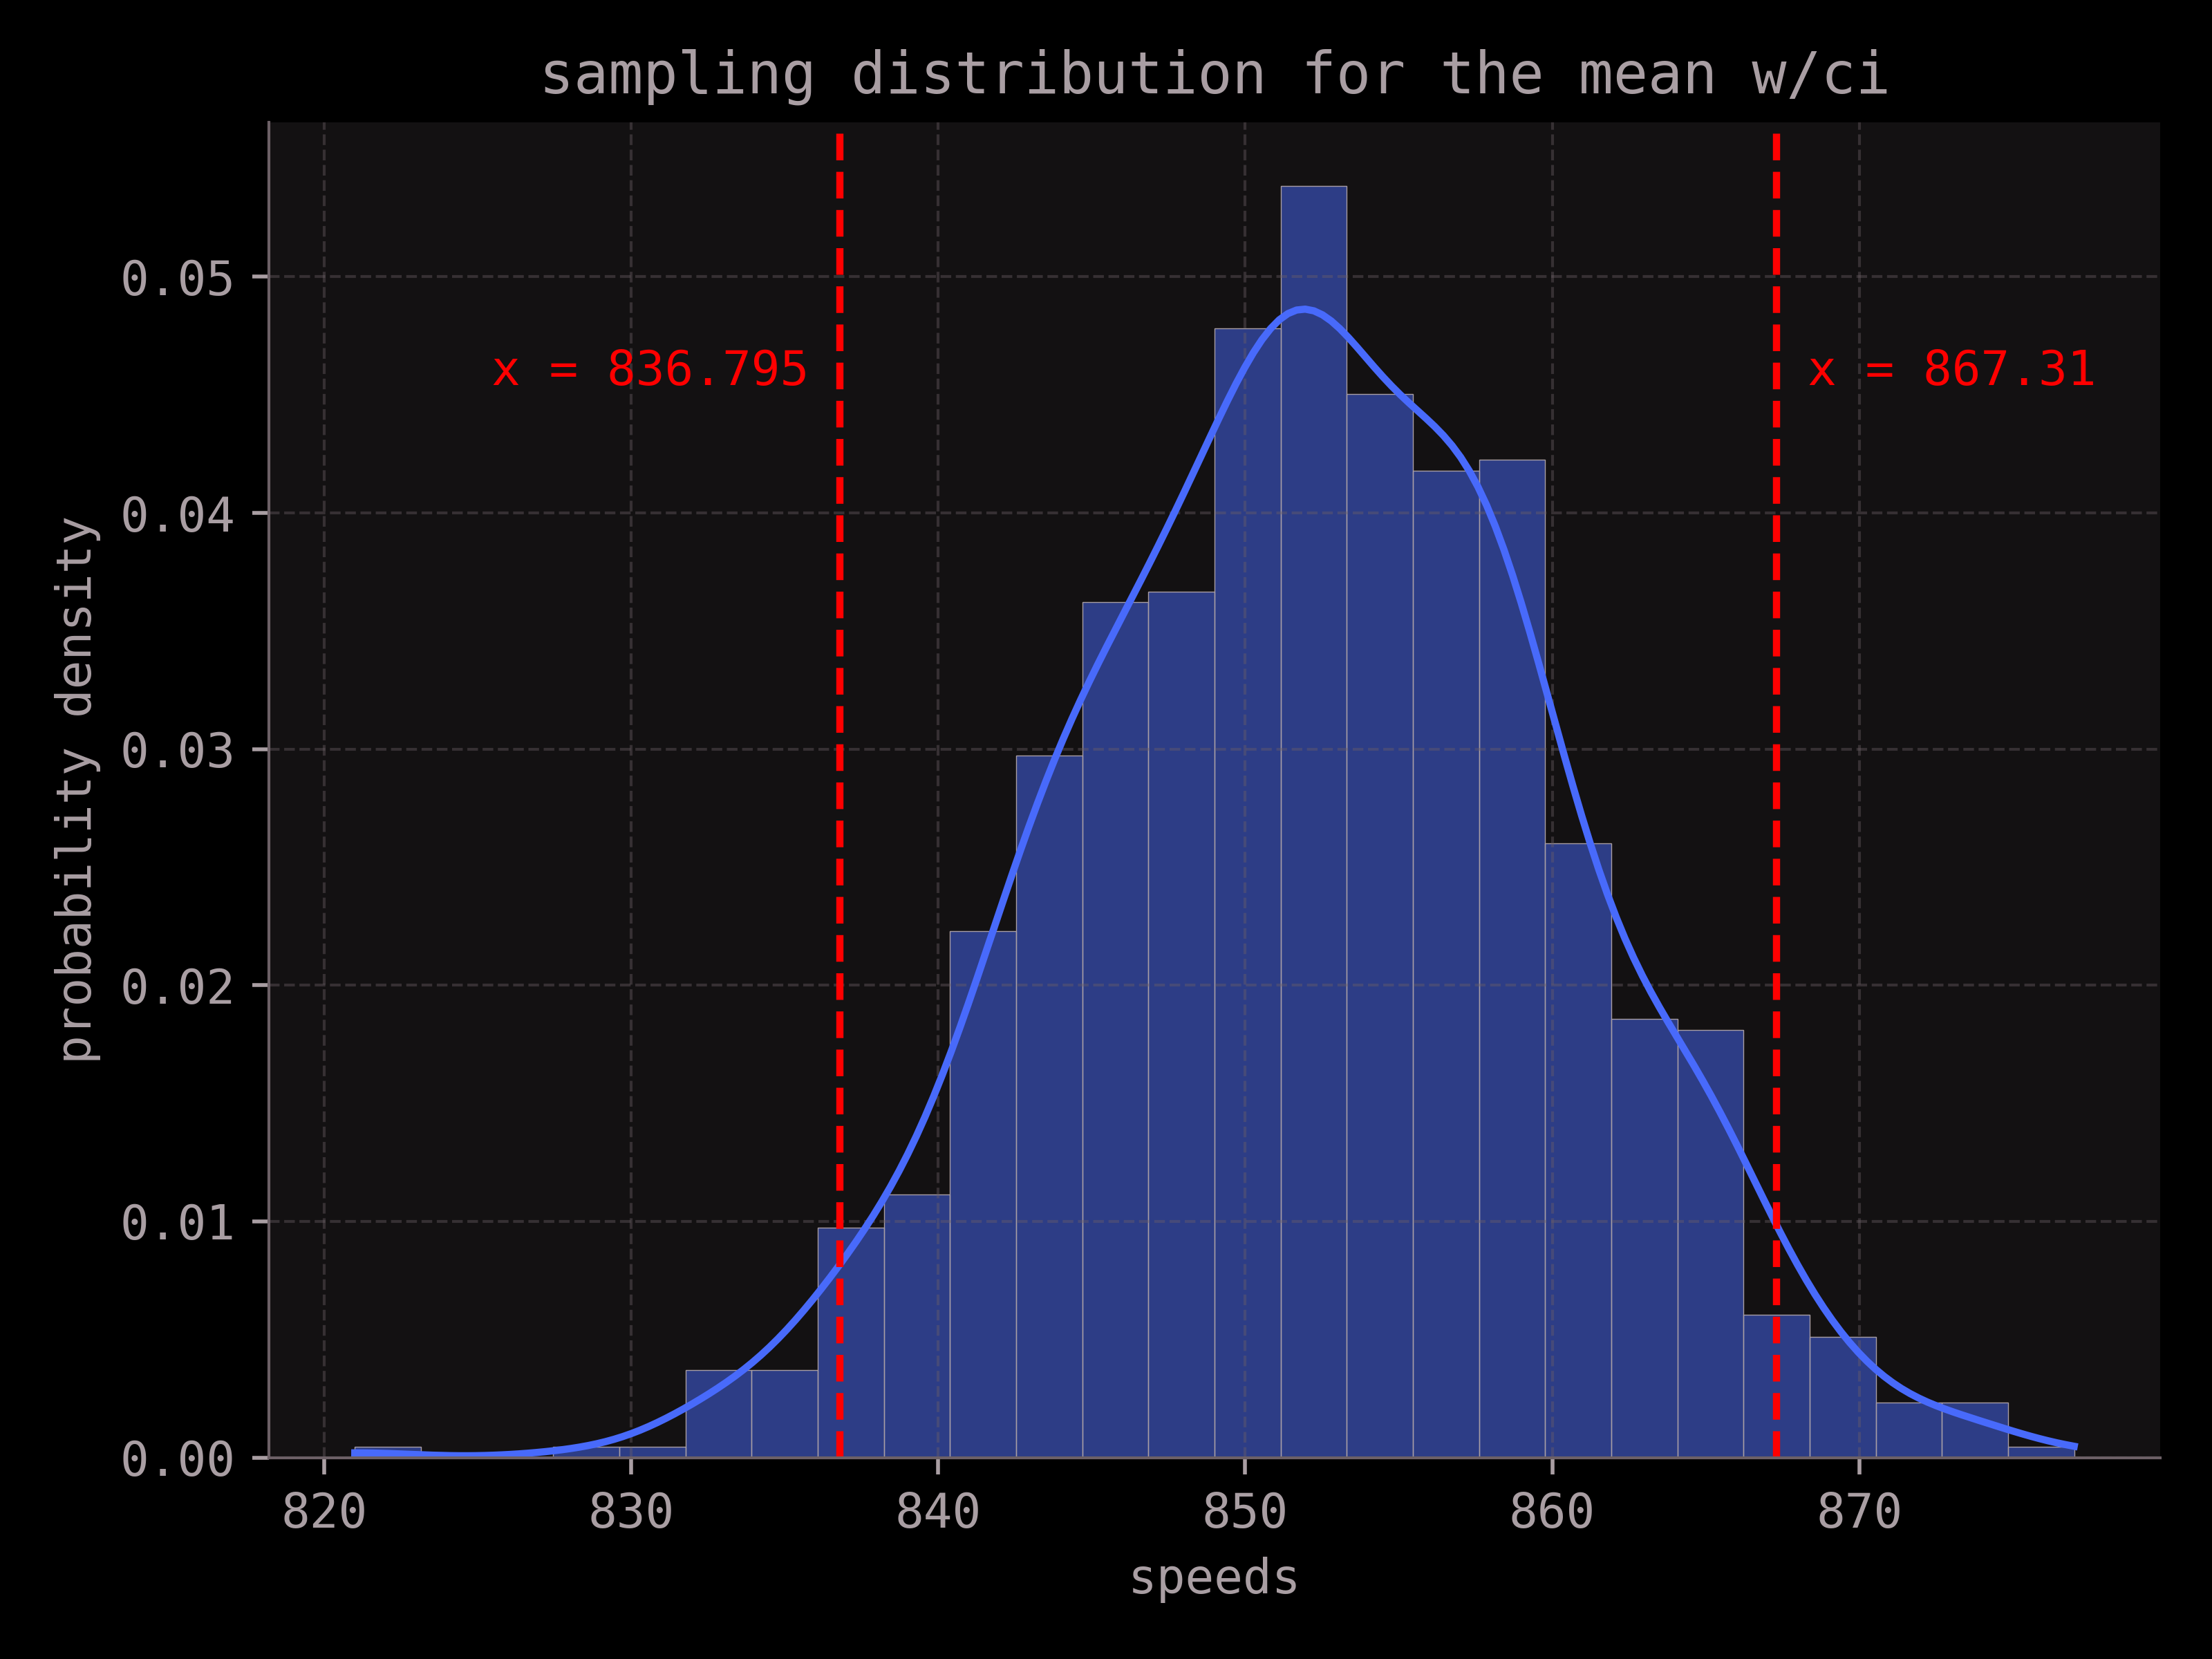 sampling distribution for the mean w/ci
probability density
0.05
0.04
0.03
0.02
0.01
0.00
x = 836.795
x = 867.31
820 830 840 850 860 870
speeds